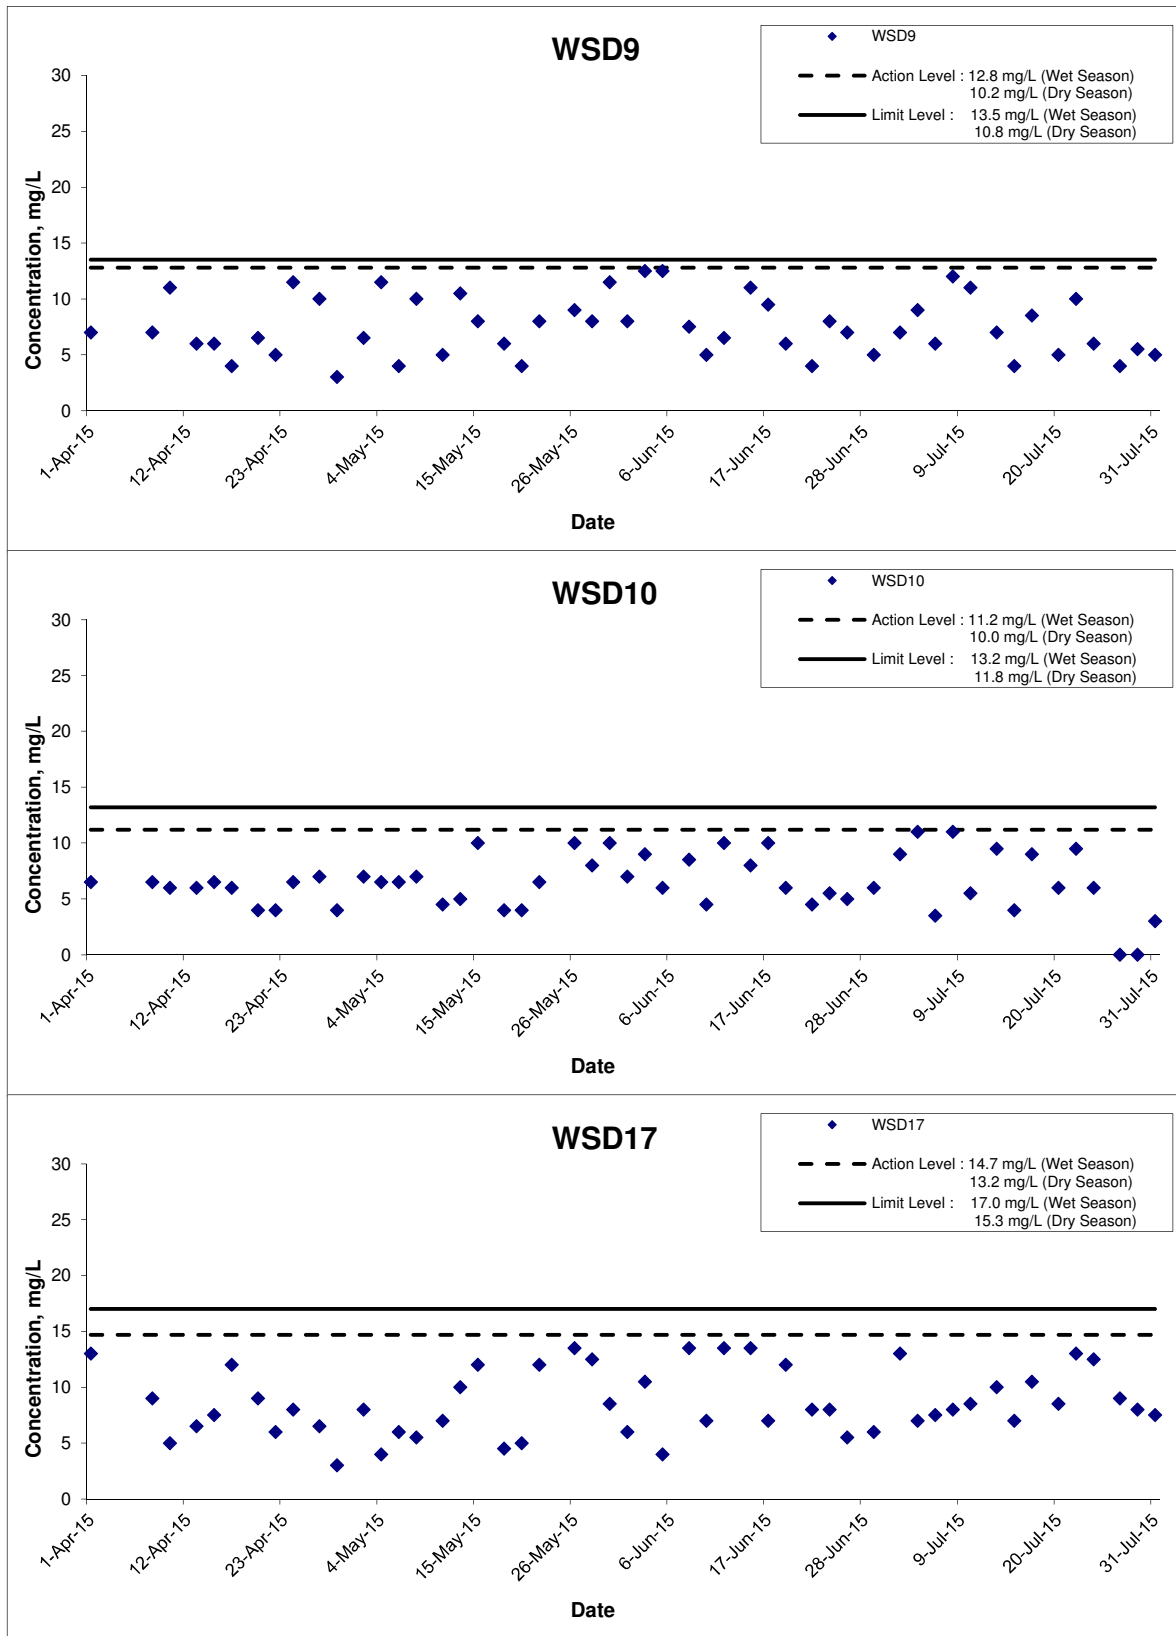 WSD9
WSD9
Action Level : 12.8 mg/L (Wet Season)
10.2 mg/L (Dry Season)
Limit Level : 13.5 mg/L (Wet Season)
10.8 mg/L (Dry Season)
30
25
20
15
10
5
0
Concentration, mg/L
1-Apr-15
12-Apr-15
23-Apr-15
4-May-15
15-May-15
26-May-15
6-Jun-15
17-Jun-15
28-Jun-15
9-Jul-15
20-Jul-15
31-Jul-15
Date
WSD10
WSD10
Action Level : 11.2 mg/L (Wet Season)
10.0 mg/L (Dry Season)
Limit Level : 13.2 mg/L (Wet Season)
11.8 mg/L (Dry Season)
30
25
20
15
10
5
0
Concentration, mg/L
1-Apr-15
12-Apr-15
23-Apr-15
4-May-15
15-May-15
26-May-15
6-Jun-15
17-Jun-15
28-Jun-15
9-Jul-15
20-Jul-15
31-Jul-15
Date
WSD17
WSD17
Action Level : 14.7 mg/L (Wet Season)
13.2 mg/L (Dry Season)
Limit Level : 17.0 mg/L (Wet Season)
15.3 mg/L (Dry Season)
30
25
20
15
10
5
0
Concentration, mg/L
1-Apr-15
12-Apr-15
23-Apr-15
4-May-15
15-May-15
26-May-15
6-Jun-15
17-Jun-15
28-Jun-15
9-Jul-15
20-Jul-15
31-Jul-15
Date